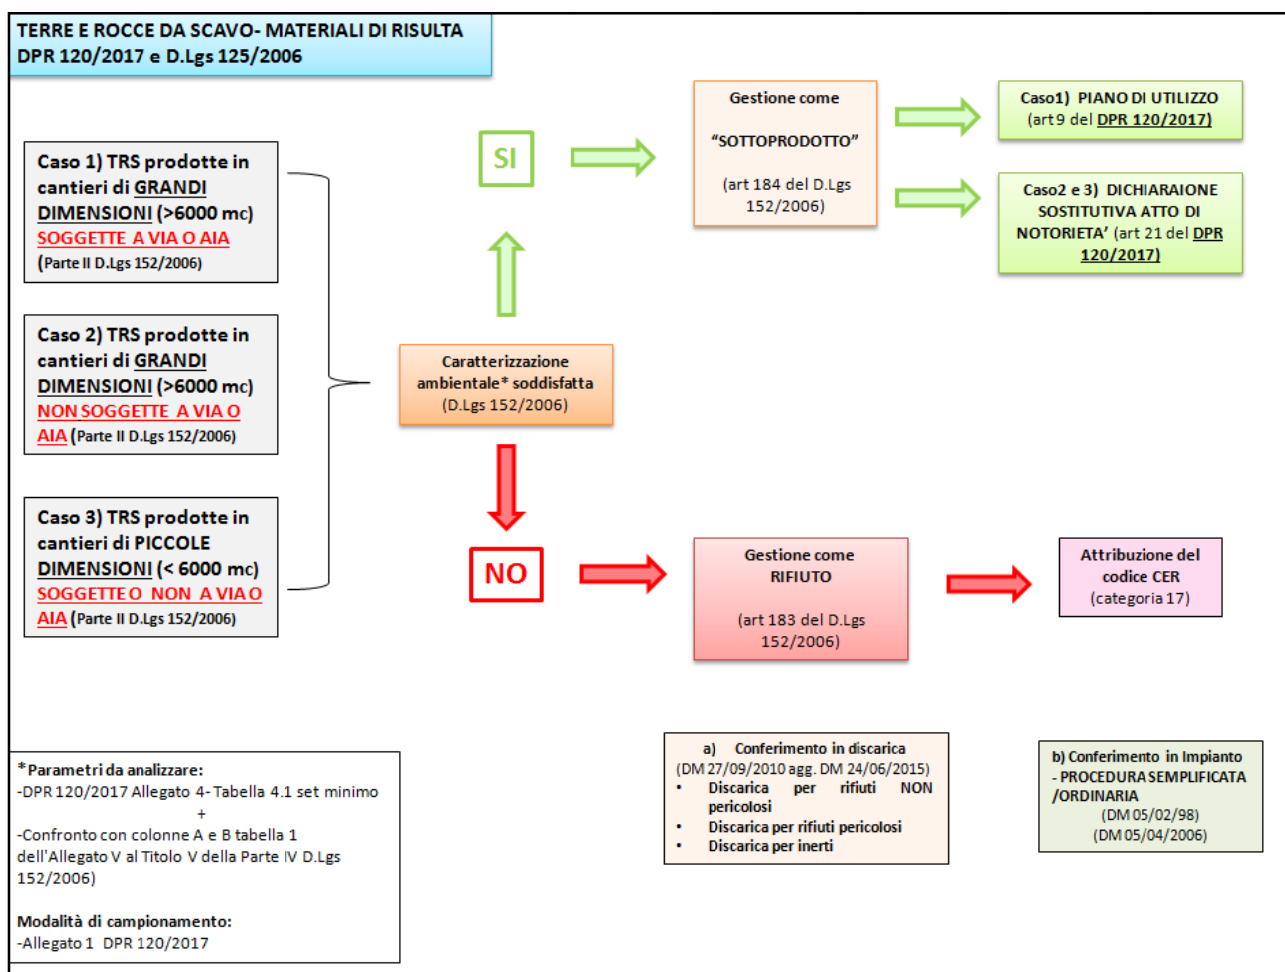 TERRE E ROCCE DA SCAVO- MATERIALI DI RISULTA
DPR 120/2017 e D.Lgs 125/2006
Caso 1) TRS prodotte in
cantieri di GRANDI
DIMENSIONI (>6000 mc)
SOGGETTE A VIA O AIA
(Parte II D.Lgs 152/2006)
Caso 2) TRS prodotte in
cantieri di GRANDI
DIMENSIONI (>6000 mc)
NON SOGGETTE A VIA O
AIA (Parte II D.Lgs 152/2006)
Caso 3) TRS prodotte in
cantieri di PICCOLE
DIMENSIONI (< 6000 mc)
SOGGETTE O NON A VIA O
AIA (Parte II D.Lgs 152/2006)
Caratterizzazione
ambientale* soddisfatta
(D.Lgs 152/2006)
SI
Gestione come
“SOTTOPRODOTTO”
(art 184 del D.Lgs
152/2006)
Caso1) PIANO DI UTILIZZO
(art 9 del DPR 120/2017)
Caso2 e 3) DICHIARAIONE
SOSTITUTIVA ATTO DI
NOTORIETA’ (art 21 del DPR
120/2017)
NO
Gestione come
RIFIUTO
(art 183 del D.Lgs
152/2006)
Attribuzione del
codice CER
(categoria 17)
*Parametri da analizzare:
-DPR 120/2017 Allegato 4- Tabella 4.1 set minimo
+
-Confronto con colonne A e B tabella 1
dell'Allegato V al Titolo V della Parte IV D.Lgs
152/2006)
Modalità di campionamento:
-Allegato 1 DPR 120/2017
a) Conferimento in discarica
(DM 27/09/2010 agg. DM 24/06/2015)
• Discarica per rifiuti NON
pericolosi
• Discarica per rifiuti pericolosi
• Discarica per inerti
b) Conferimento in Impianto
- PROCEDURA SEMPLIFICATA
/ORDINARIA
(DM 05/02/98)
(DM 05/04/2006)